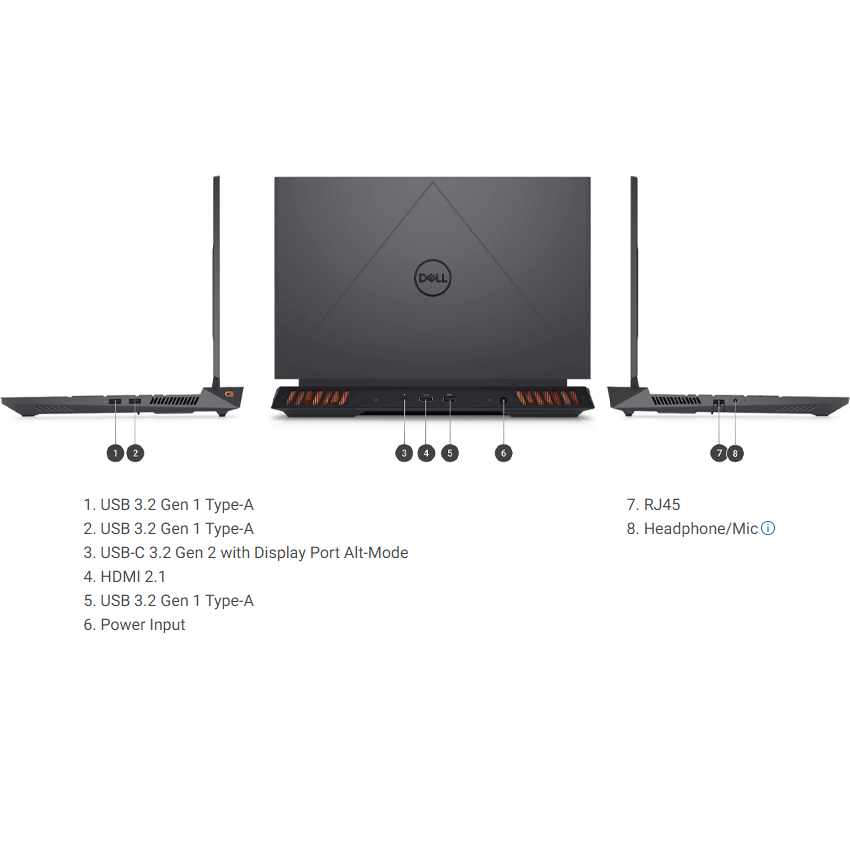 DELL
G
1
2
3
4
5
6
7
8
1. USB 3.2 Gen 1 Type-A
2. USB 3.2 Gen 1 Type-A
3. USB-C 3.2 Gen 2 with Display Port Alt-Mode
4. HDMI 2.1
5. USB 3.2 Gen 1 Type-A
6. Power Input
7. RJ45
8. Headphone/Mic